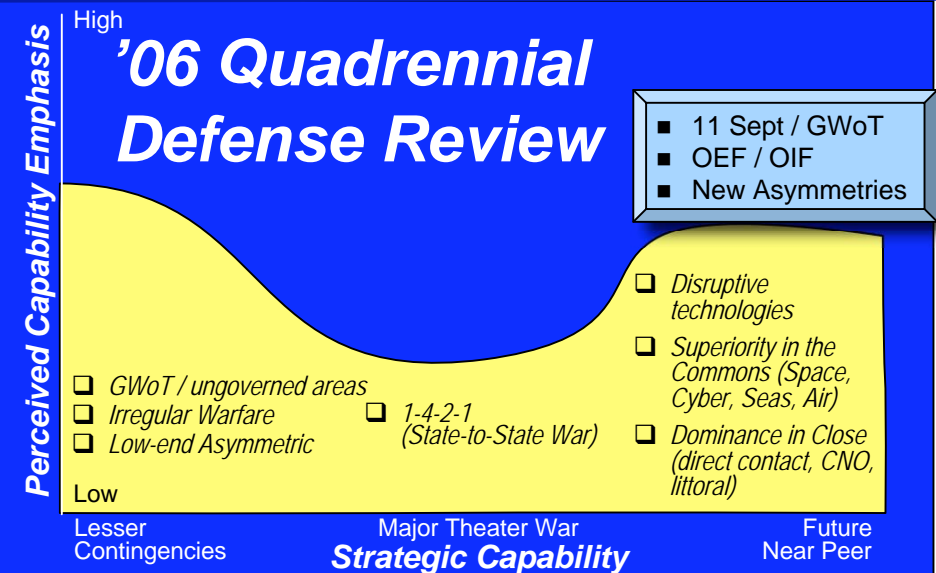 Perceived Capability Emphasis
High
'06 Quadrennial
Defense Review
■ 11 Sept / GWoT
■ OEF / OIF
■ New Asymmetries
❑ GWoT / ungoverned areas
❑ Irregular Warfare
❑ Low-end Asymmetric
❑ 1-4-2-1
(State-to-State War)
❑ Disruptive
technologies
❑ Superiority in the
Commons (Space,
Cyber, Seas, Air)
❑ Dominance in Close
(direct contact, CNO,
littoral)
Low
Lesser
Contingencies
Major Theater War
Future
Near Peer
Strategic Capability